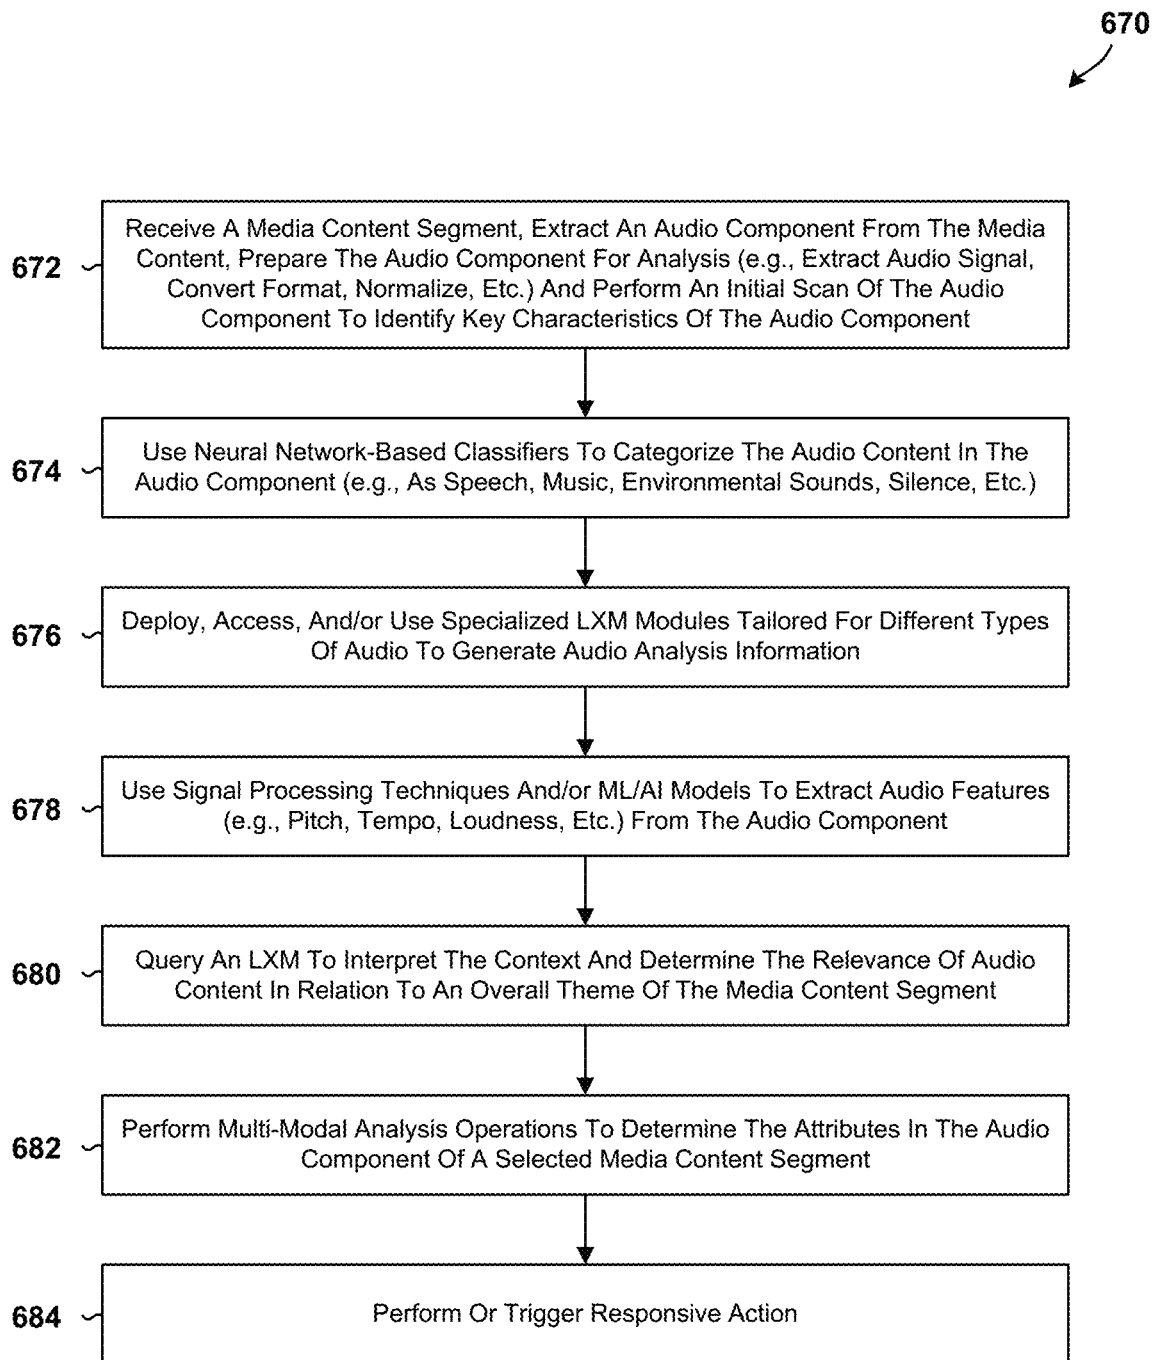 670
672
Receive A Media Content Segment, Extract An Audio Component From The Media
Content, Prepare The Audio Component For Analysis (e.g., Extract Audio Signal,
Convert Format, Normalize, Etc.) And Perform An Initial Scan Of The Audio
Component To Identify Key Characteristics Of The Audio Component
674
Use Neural Network-Based Classifiers To Categorize The Audio Content In The
Audio Component (e.g., As Speech, Music, Environmental Sounds, Silence, Etc.)
676
Deploy, Access, And/or Use Specialized LXM Modules Tailored For Different Types
Of Audio To Generate Audio Analysis Information
678
Use Signal Processing Techniques And/or ML/AI Models To Extract Audio Features
(e.g., Pitch, Tempo, Loudness, Etc.) From The Audio Component
680
Query An LXM To Interpret The Context And Determine The Relevance Of Audio
Content In Relation To An Overall Theme Of The Media Content Segment
682
Perform Multi-Modal Analysis Operations To Determine The Attributes In The Audio
Component Of A Selected Media Content Segment
684
Perform Or Trigger Responsive Action